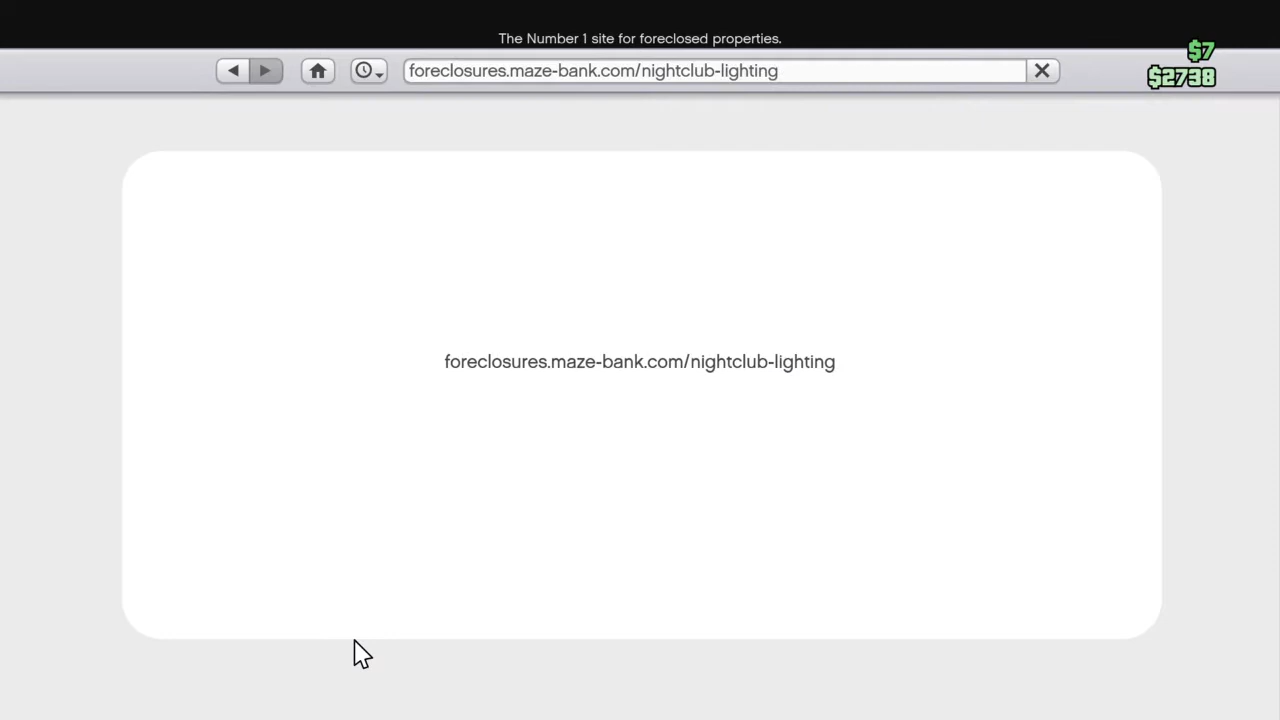 The Number 1 site for foreclosed properties.
$7
foreclosures.maze-bank.com/nightclub-lighting
$2738
foreclosures.maze-bank.com/nightclub-lighting